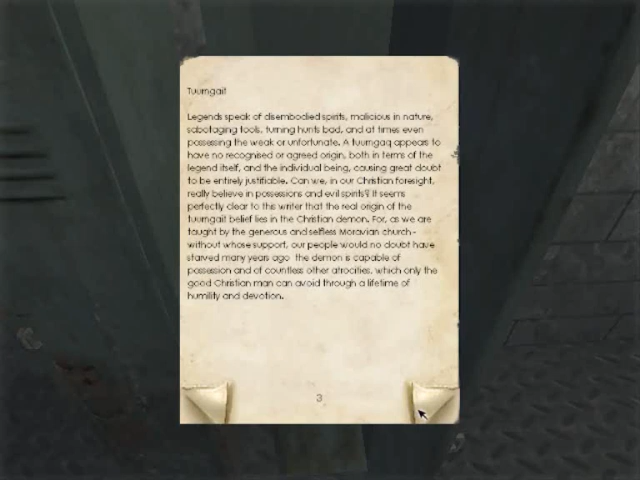 Tuurngait
Legends speak of disembodied spirits, malicious in nature,
sabotaging tools, turning hunts bad, and at times even
possessing the weak or unfortunate. A tuurngaq appears to
have no recognised or agreed origin, both in terms of the
legend itself, and the individual being, causing great doubt
to be entirely justifiable. Can we, in our Christian foresight,
really believe in possessions and evil spirits? It seems
perfectly clear to this writer that the real origin of the
tuurngait belief lies in the Christian demon. For, as we are
taught by the generous and selfless Moravian church -
without whose support, our people would no doubt have
starved many years ago  the demon is capable of
possession and of countless other atrocities, which only the
good Christian man can avoid through a lifetime of
humility and devotion.
3